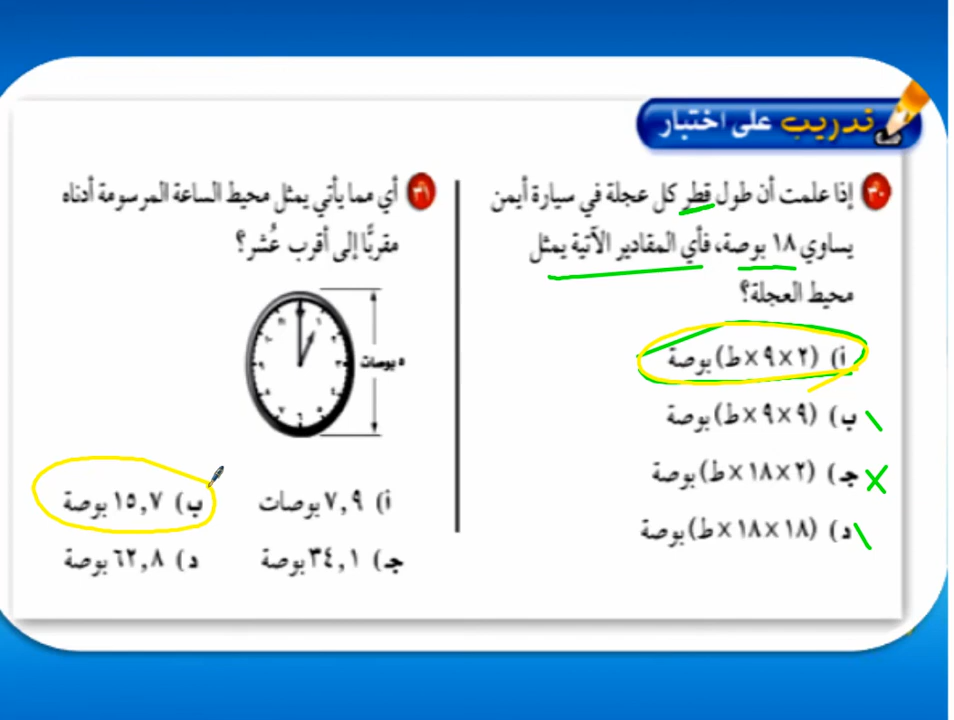 تدريب على اختبار
٣٠ إذا علمت أن طول قطر كل عجلة في سيارة أيمن
يساوي ١٨ بوصة، فأي المقادير الآتية يمثل
محيط العجلة؟
أ) (٢ × ٩ × ط) بوصة
ب) (٩ × ٩ × ط) بوصة
جـ) (٢ × ١٨ × ط) بوصة
د) (١٨ × ١٨ × ط) بوصة
٣١ أي مما يأتي يمثل محيط الساعة المرسومة أدناه
مقربًا إلى أقرب عُشر؟
٥ بوصات
أ) ٧,٩ بوصات
ب) ١٥,٧ بوصة
جـ) ٣٤,١ بوصة
د) ٦٢,٨ بوصة